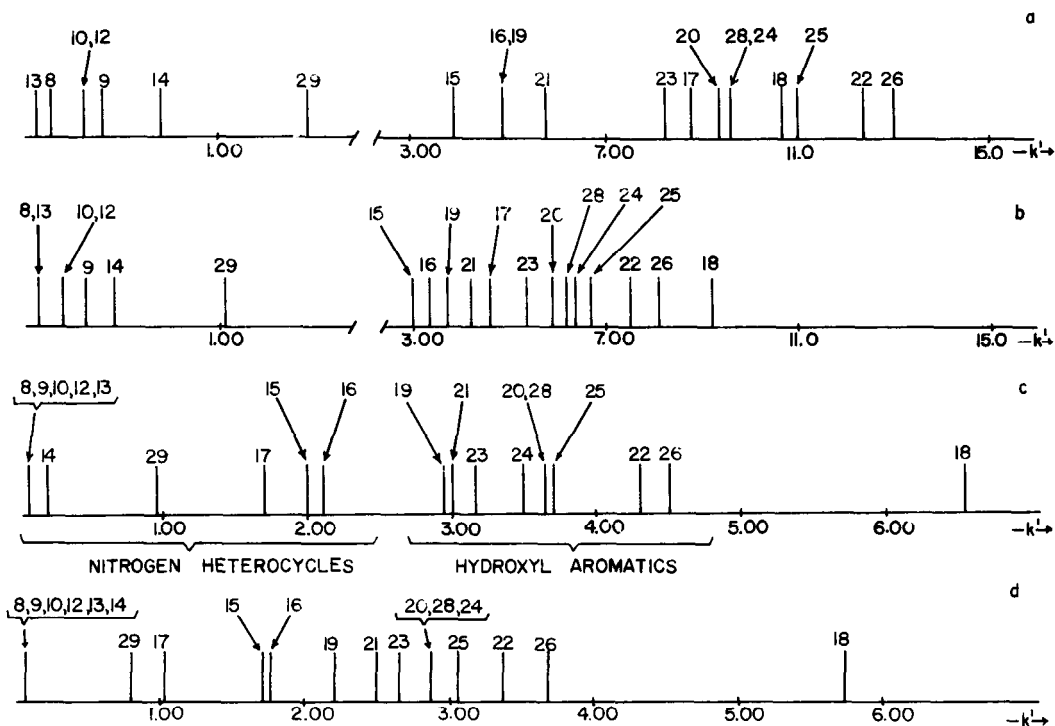 a
10,12
16,19
20
28,24
25
13 8 9 14 29 15 21 23 17 18 22 26
1.00 3.00 7.00 11.0 15.0 –k'→
b
8,13 10,12 15 19 17 20 28 24 25
9 14 29 16 21 23 22 26 18
1.00 3.00 7.00 11.0 15.0 –k'→
c
8,9,10,12,13 15 16 19 21 20,28 25
14 29 17 23 24 22 26 18
1.00 2.00 3.00 4.00 5.00 6.00 –k'→
NITROGEN HETEROCYCLES HYDROXYL AROMATICS
d
8,9,10,12,13,14 15 16 20,28,24
29 17 19 21 23 25 22 26 18
1.00 2.00 3.00 4.00 5.00 6.00 –k'→